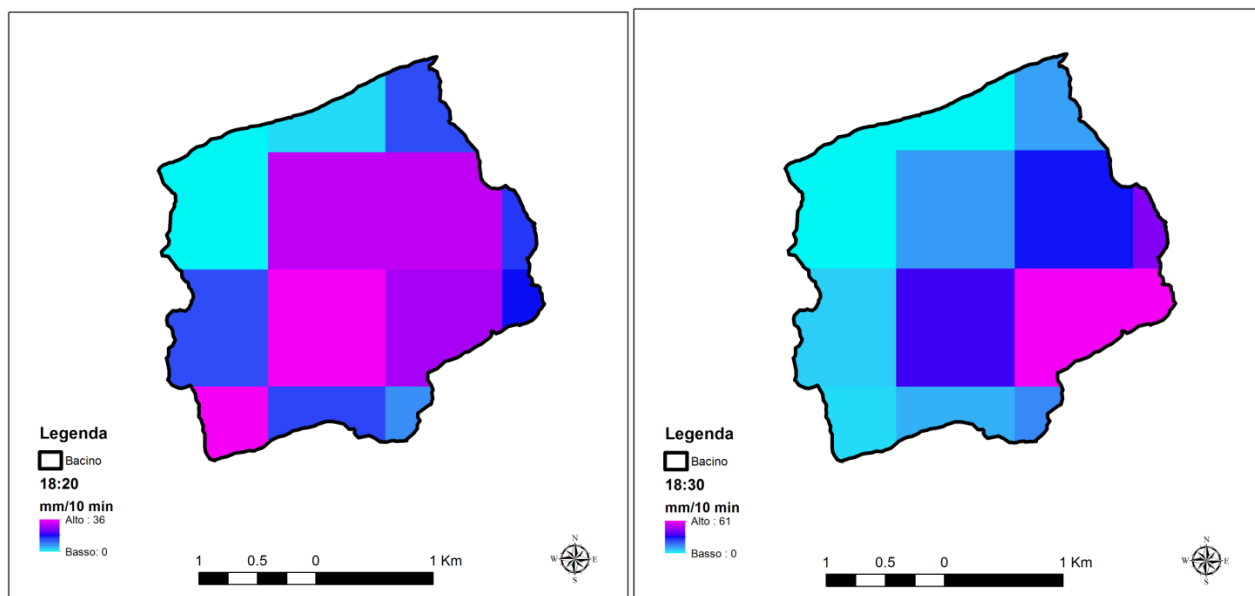 Legenda
Bacino
18:20
mm/10 min
Alto : 36
Basso: 0
1 0.5 0 1 Km
N
W E
S
Legenda
Bacino
18:30
mm/10 min
Alto : 61
Basso : 0
1 0.5 0 1 Km
N
W E
S